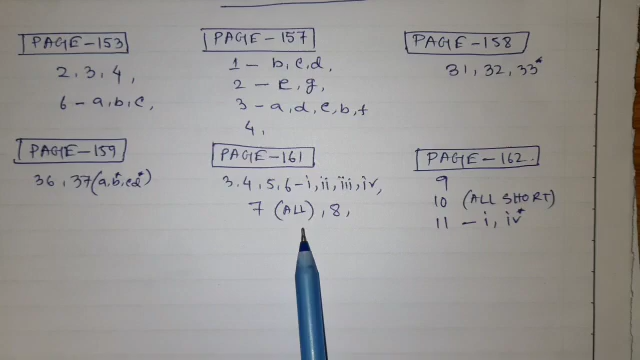 PAGE-153
2, 3, 4,
6 - a, b, c,
PAGE-157
1 - b, c, d,
2 - e, g,
3 - a, d, e, b, f
4,
PAGE-158
31, 32, 33*
PAGE-159
36, 37 (a, b*, cd*)
PAGE-161
3, 4, 5, 6 - i, ii, iii, iv,
7 (ALL), 8,
PAGE-162.
9
10 (ALL SHORT)
11 - i, iv*